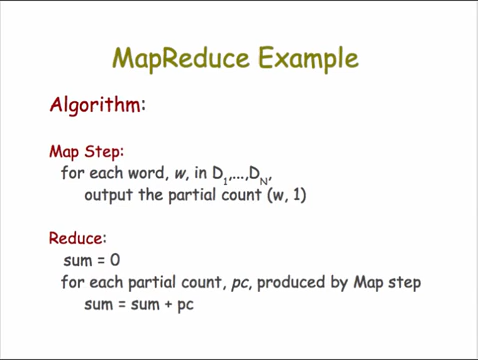 MapReduce Example
Algorithm:
Map Step:
for each word, w, in D1,...,DN,
output the partial count (w, 1)
Reduce:
sum = 0
for each partial count, pc, produced by Map step
sum = sum + pc